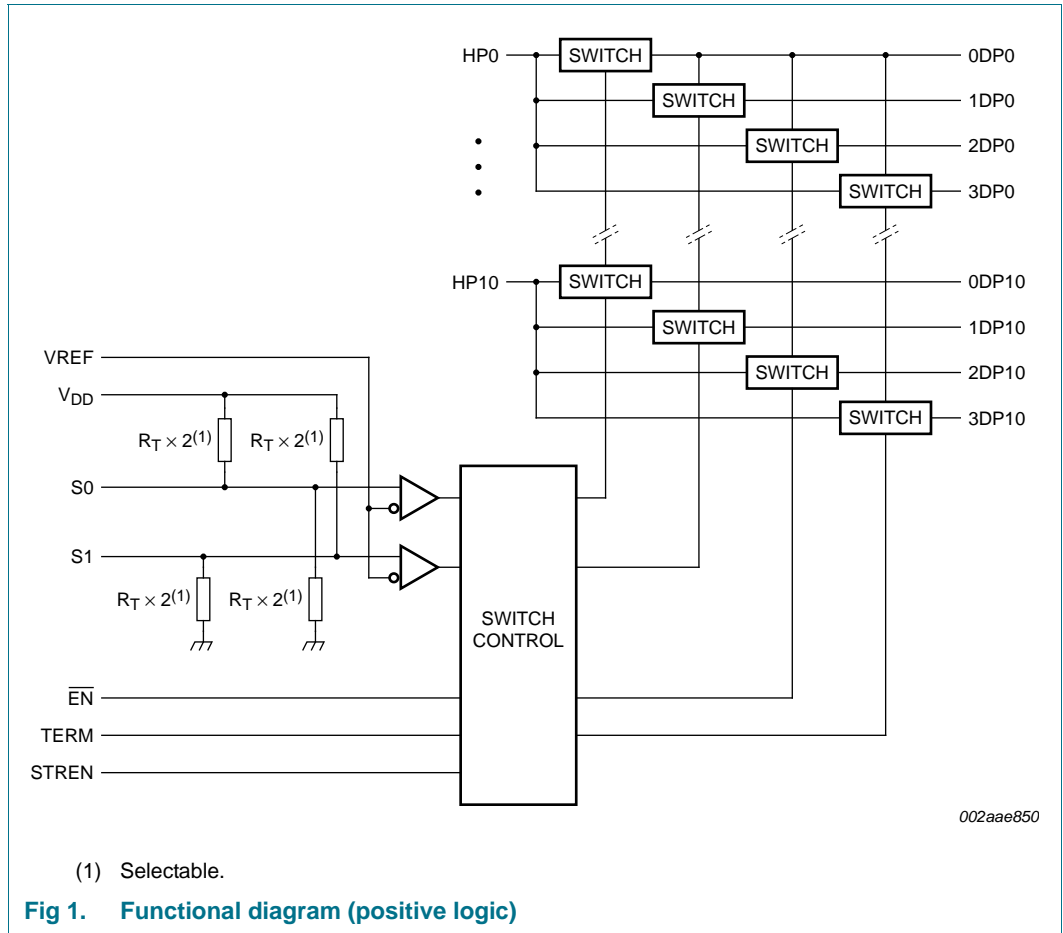 HP0 SWITCH 0DP0
SWITCH 1DP0
SWITCH 2DP0
SWITCH 3DP0
HP10 SWITCH 0DP10
SWITCH 1DP10
VREF
SWITCH 2DP10
VDD
SWITCH 3DP10
RT × 2(1) RT × 2(1)
S0
S1
RT × 2(1) RT × 2(1)
SWITCH
CONTROL
EN
TERM
STREN
002aae850
(1) Selectable.
Fig 1. Functional diagram (positive logic)